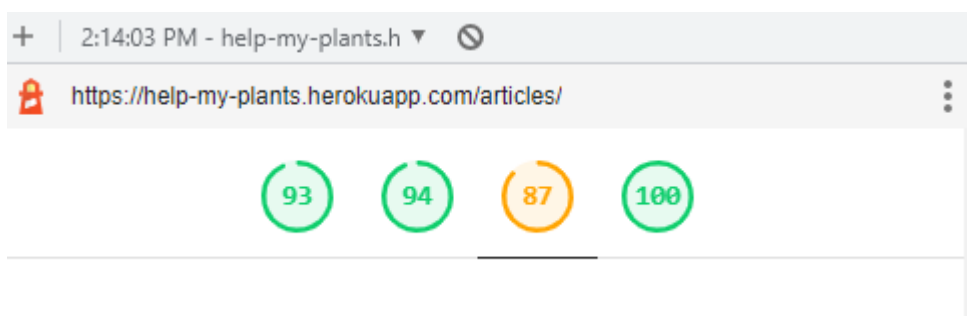 2:14:03 PM - help-my-plants.h
https://help-my-plants.herokuapp.com/articles/
93 94 87 100